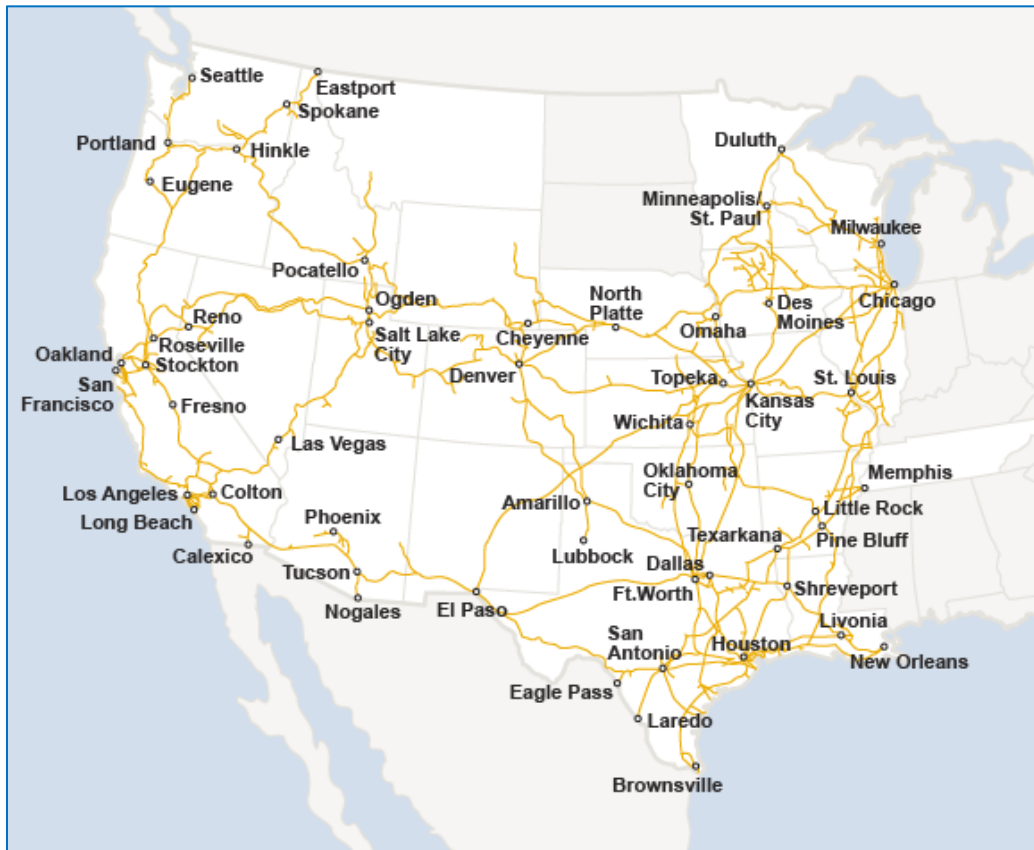 Seattle
Eastport
Spokane
Portland
Hinkle
Duluth
Eugene
Minneapolis/
St. Paul
Milwaukee
Pocatello
Chicago
Ogden
North
Platte
Reno
Des
Moines
Omaha
Cheyenne
Roseville
Salt Lake
City
Oakland
Stockton
Denver
Topeka
St. Louis
San
Francisco
Fresno
Kansas
City
Wichita
Las Vegas
Oklahoma
City
Memphis
Los Angeles
Colton
Amarillo
Little Rock
Long Beach
Phoenix
Texarkana
Pine Bluff
Calexico
Lubbock
Tucson
Dallas
Ft.Worth
Shreveport
Nogales
El Paso
Livonia
San
Antonio
Houston
New Orleans
Eagle Pass
Laredo
Brownsville